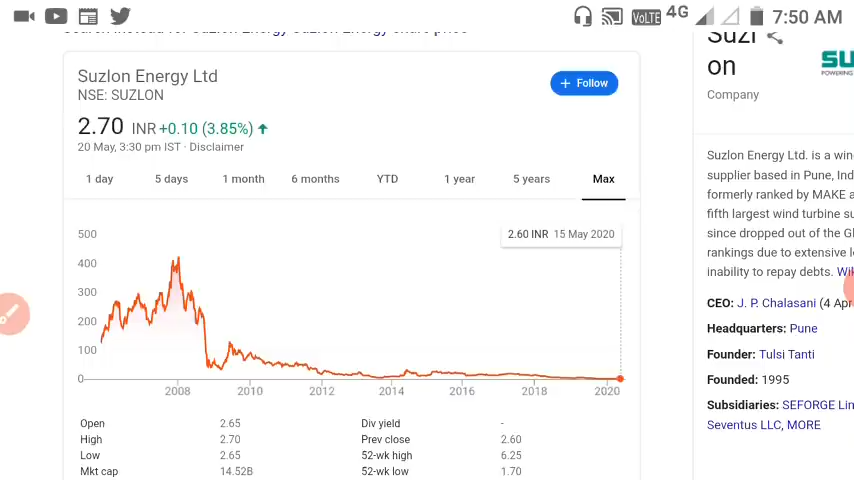 VoLTE 4G 7:50 AM
Suzlon Energy Ltd
NSE: SUZLON
+ Follow
2.70 INR +0.10 (3.85%)
20 May, 3:30 pm IST · Disclaimer
1 day 5 days 1 month 6 months YTD 1 year 5 years Max
2.60 INR 15 May 2020
500
400
300
200
100
0
2008 2010 2012 2014 2016 2018 2020
Open 2.65 Div yield -
High 2.70 Prev close 2.60
Low 2.65 52-wk high 6.25
Mkt cap 14.52B 52-wk low 1.70
Suzl
on
SU
POWERING
Company
Suzlon Energy Ltd. is a win
supplier based in Pune, Ind
formerly ranked by MAKE a
fifth largest wind turbine su
since dropped out of the Gl
rankings due to extensive l
inability to repay debts. Wi
CEO: J. P. Chalasani (4 Apr
Headquarters: Pune
Founder: Tulsi Tanti
Founded: 1995
Subsidiaries: SEFORGE Lin
Seventus LLC, MORE